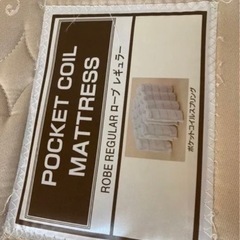 POCKET COIL
MATTRESS
ROBE REGULAR ローブ レギュラー
ポケットコイルスプリング